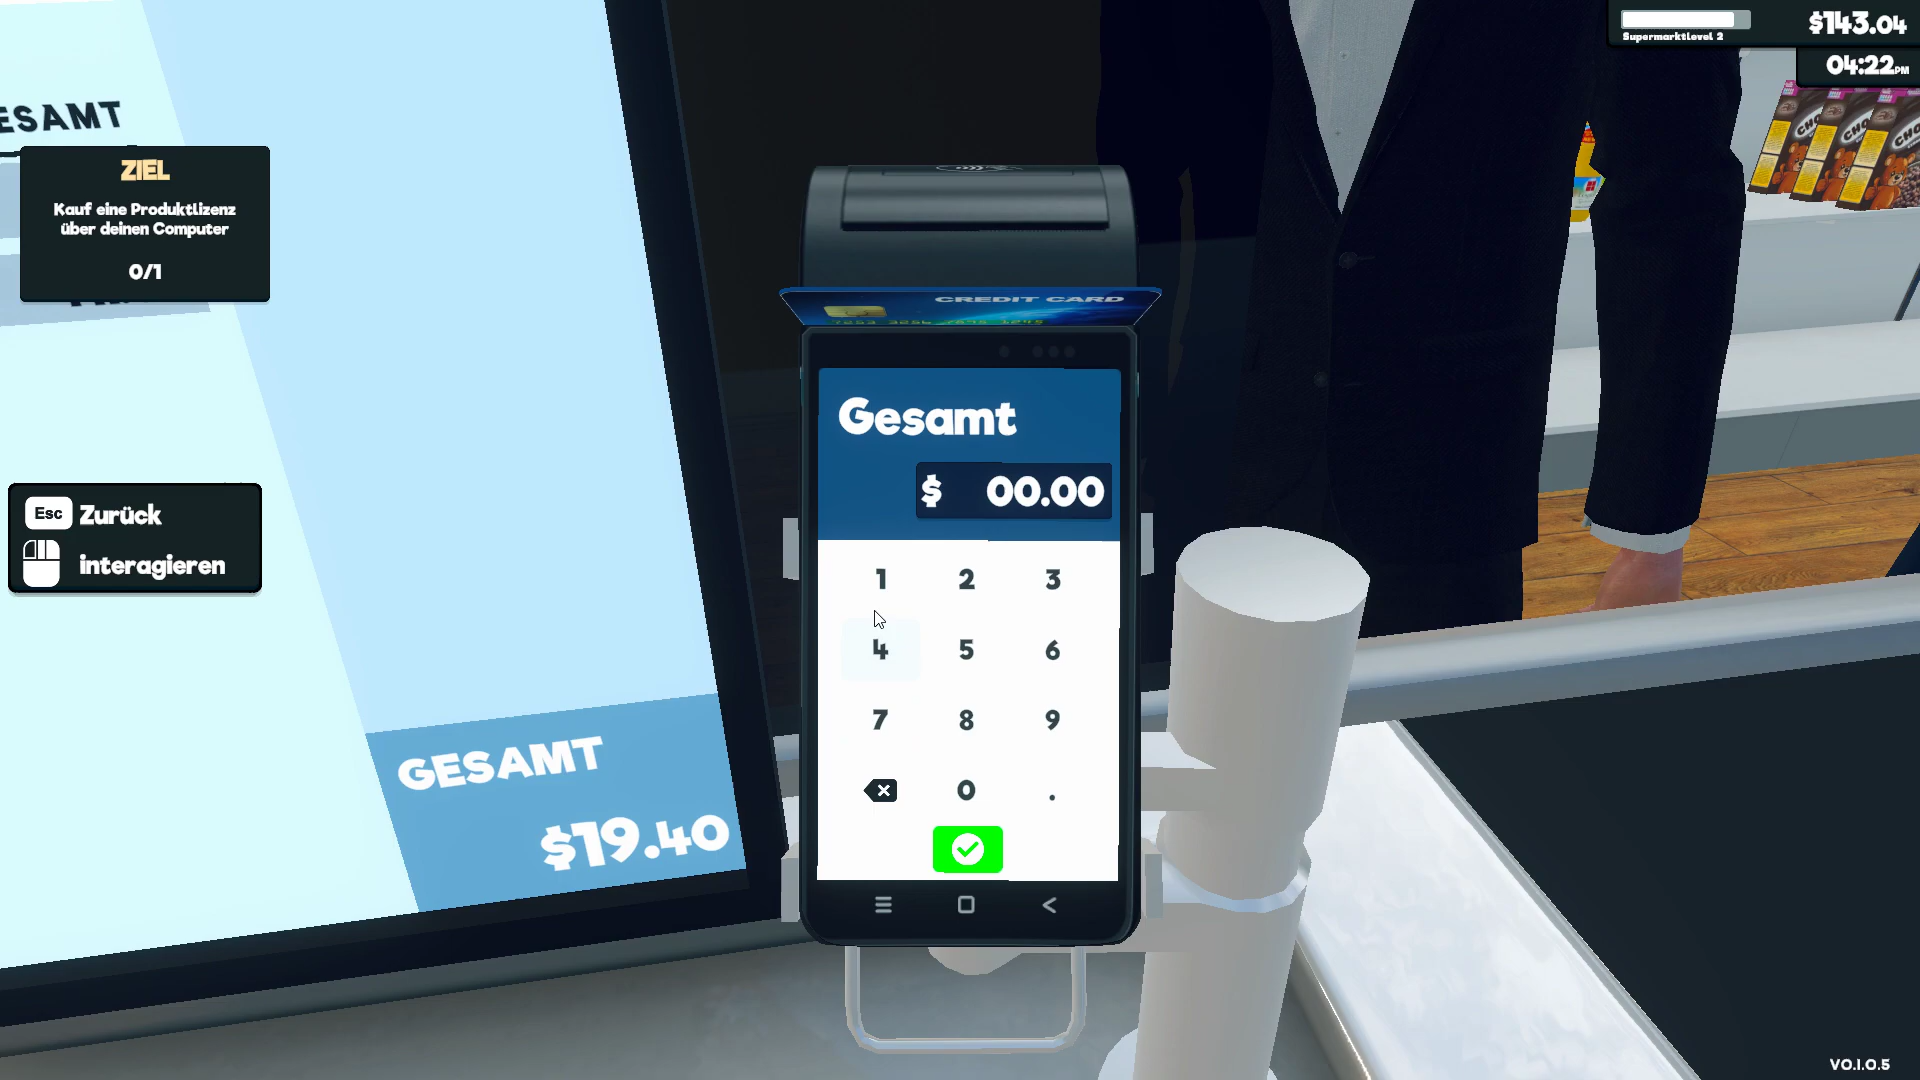 $143.04
Supermarktlevel 2
04:22PM
ESAMT
ZIEL
Kauf eine Produktlizenz
über deinen Computer
0/1
Esc Zurück
interagieren
CREDIT CARD
Gesamt
$ 00.00
1 2 3
4 5 6
7 8 9
0 .
GESAMT
$19.40
V0.1.0.5